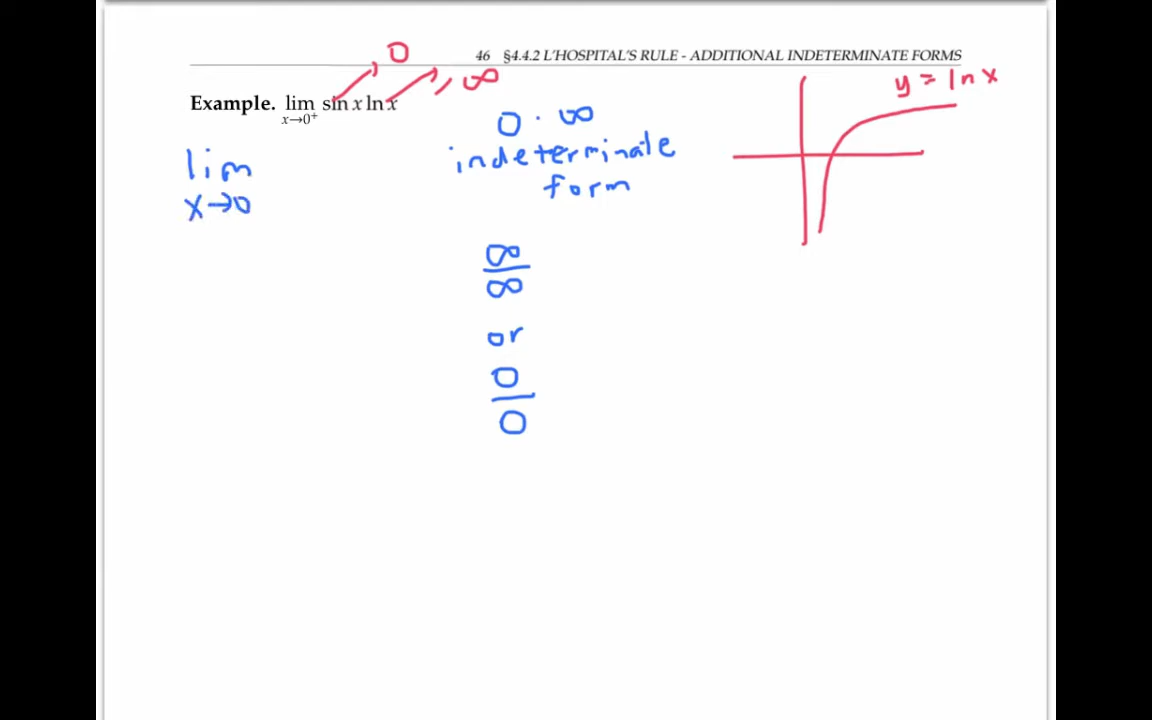 0
46 §4.4.2 L'HOSPITAL'S RULE - ADDITIONAL INDETERMINATE FORMS
y = ln x
-∞
Example. lim x→0⁺ sin x ln x
0 · ∞
indeterminate
form
lim
x→0
∞/∞
or
0/0